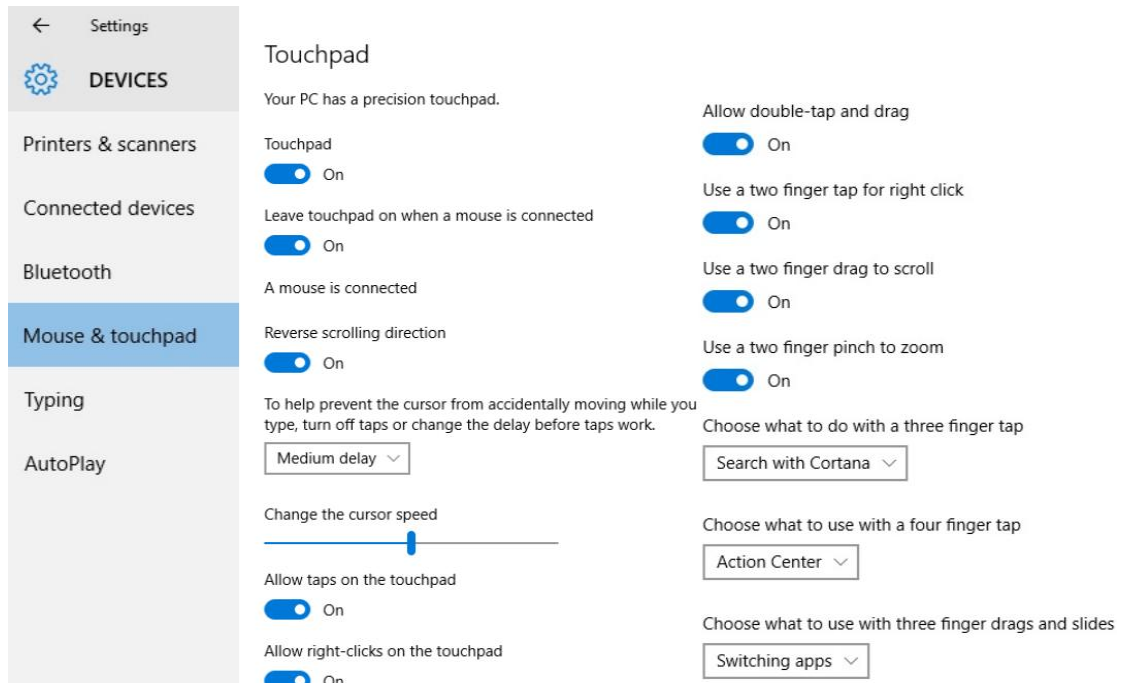 ← Settings
DEVICES
Printers & scanners
Connected devices
Bluetooth
Mouse & touchpad
Typing
AutoPlay
Touchpad
Your PC has a precision touchpad.
Touchpad
On
Leave touchpad on when a mouse is connected
On
A mouse is connected
Reverse scrolling direction
On
To help prevent the cursor from accidentally moving while you
type, turn off taps or change the delay before taps work.
Medium delay
Change the cursor speed
Allow taps on the touchpad
On
Allow right-clicks on the touchpad
On
Allow double-tap and drag
On
Use a two finger tap for right click
On
Use a two finger drag to scroll
On
Use a two finger pinch to zoom
On
Choose what to do with a three finger tap
Search with Cortana
Choose what to use with a four finger tap
Action Center
Choose what to use with three finger drags and slides
Switching apps